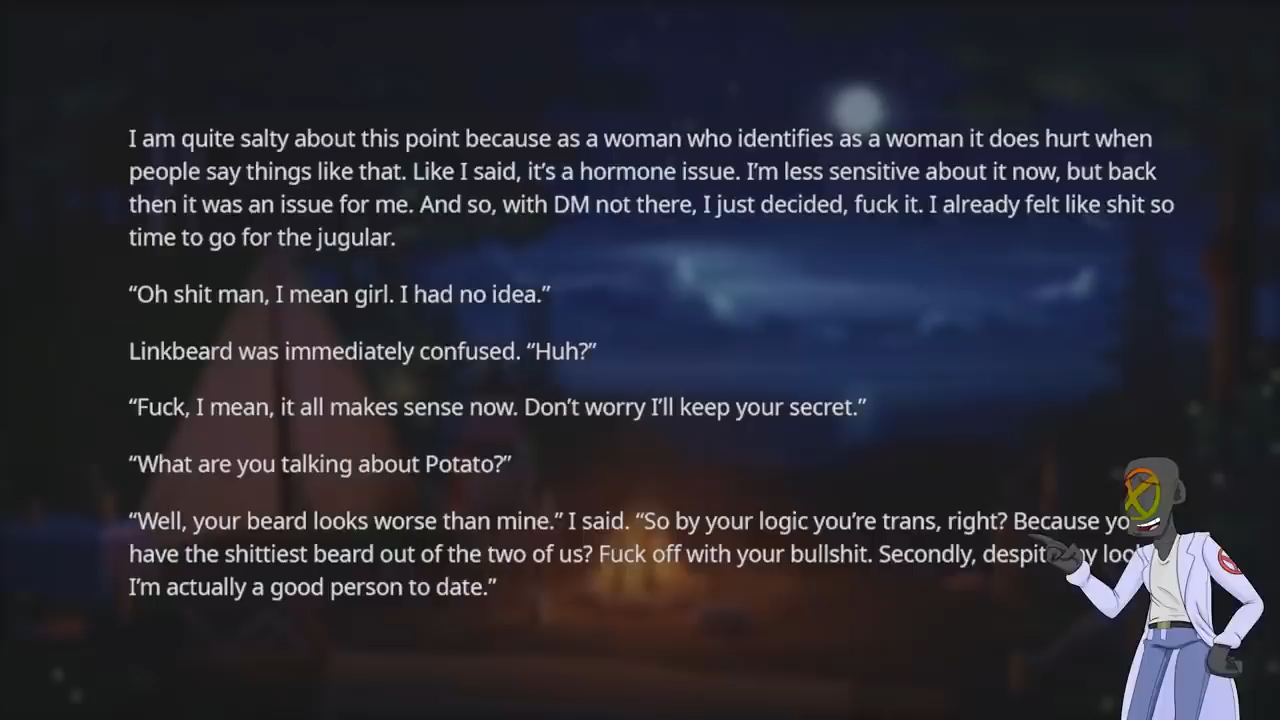 I am quite salty about this point because as a woman who identifies as a woman it does hurt when
people say things like that. Like I said, it’s a hormone issue. I’m less sensitive about it now, but back
then it was an issue for me. And so, with DM not there, I just decided, fuck it. I already felt like shit so
time to go for the jugular.
“Oh shit man, I mean girl. I had no idea.”
Linkbeard was immediately confused. “Huh?”
“Fuck, I mean, it all makes sense now. Don’t worry I’ll keep your secret.”
“What are you talking about Potato?”
“Well, your beard looks worse than mine.” I said. “So by your logic you’re trans, right? Because
have the shittiest beard out of the two of us? Fuck off with your bullshit. Secondly,
I’m actually a good person to date.”